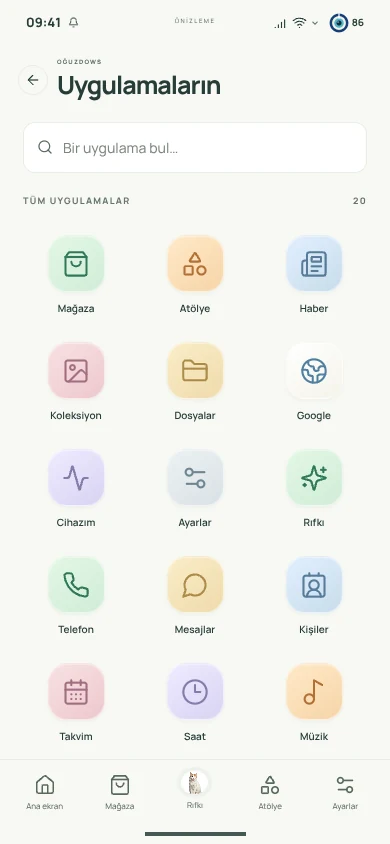 09:41
ÖNİZLEME
86
OĞUZDOWS
Uygulamaların
Bir uygulama bul...
TÜM UYGULAMALAR 20
Mağaza Atölye Haber
Koleksiyon Dosyalar Google
Cihazım Ayarlar Rıfkı
Telefon Mesajlar Kişiler
Takvim Saat Müzik
Ana ekran Mağaza Rıfkı Atölye Ayarlar